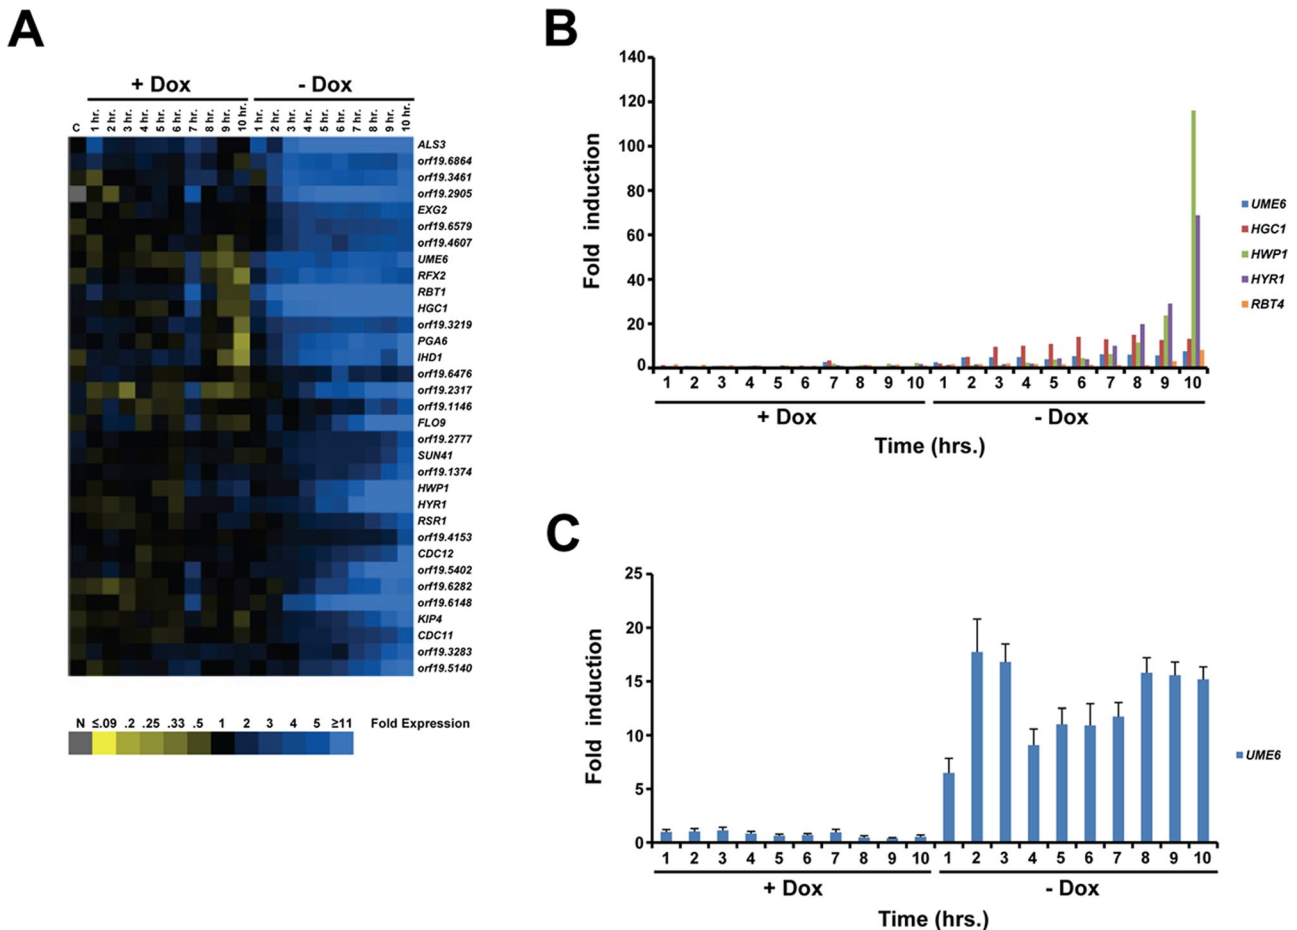 A
+ Dox - Dox
C 1 hr. 2 hr. 3 hr. 4 hr. 5 hr. 6 hr. 7 hr. 8 hr. 9 hr. 10 hr. 1 hr. 2 hr. 3 hr. 4 hr. 5 hr. 6 hr. 7 hr. 8 hr. 9 hr. 10 hr.
ALS3
orf19.6864
orf19.3461
orf19.2905
EXG2
orf19.6579
orf19.4607
UME6
RFX2
RBT1
HGC1
orf19.3219
PGA6
IHD1
orf19.6476
orf19.2317
orf19.1146
FLO9
orf19.2777
SUN41
orf19.1374
HWP1
HYR1
RSR1
orf19.4153
CDC12
orf19.5402
orf19.6282
orf19.6148
KIP4
CDC11
orf19.3283
orf19.5140
N ≤.09 .2 .25 .33 .5 1 2 3 4 5 ≥11 Fold Expression
B
Fold induction
140
120
100
80
60
40
20
0
1 2 3 4 5 6 7 8 9 10 1 2 3 4 5 6 7 8 9 10
+ Dox - Dox
Time (hrs.)
UME6
HGC1
HWP1
HYR1
RBT4
C
Fold induction
25
20
15
10
5
0
1 2 3 4 5 6 7 8 9 10 1 2 3 4 5 6 7 8 9 10
+ Dox - Dox
Time (hrs.)
UME6